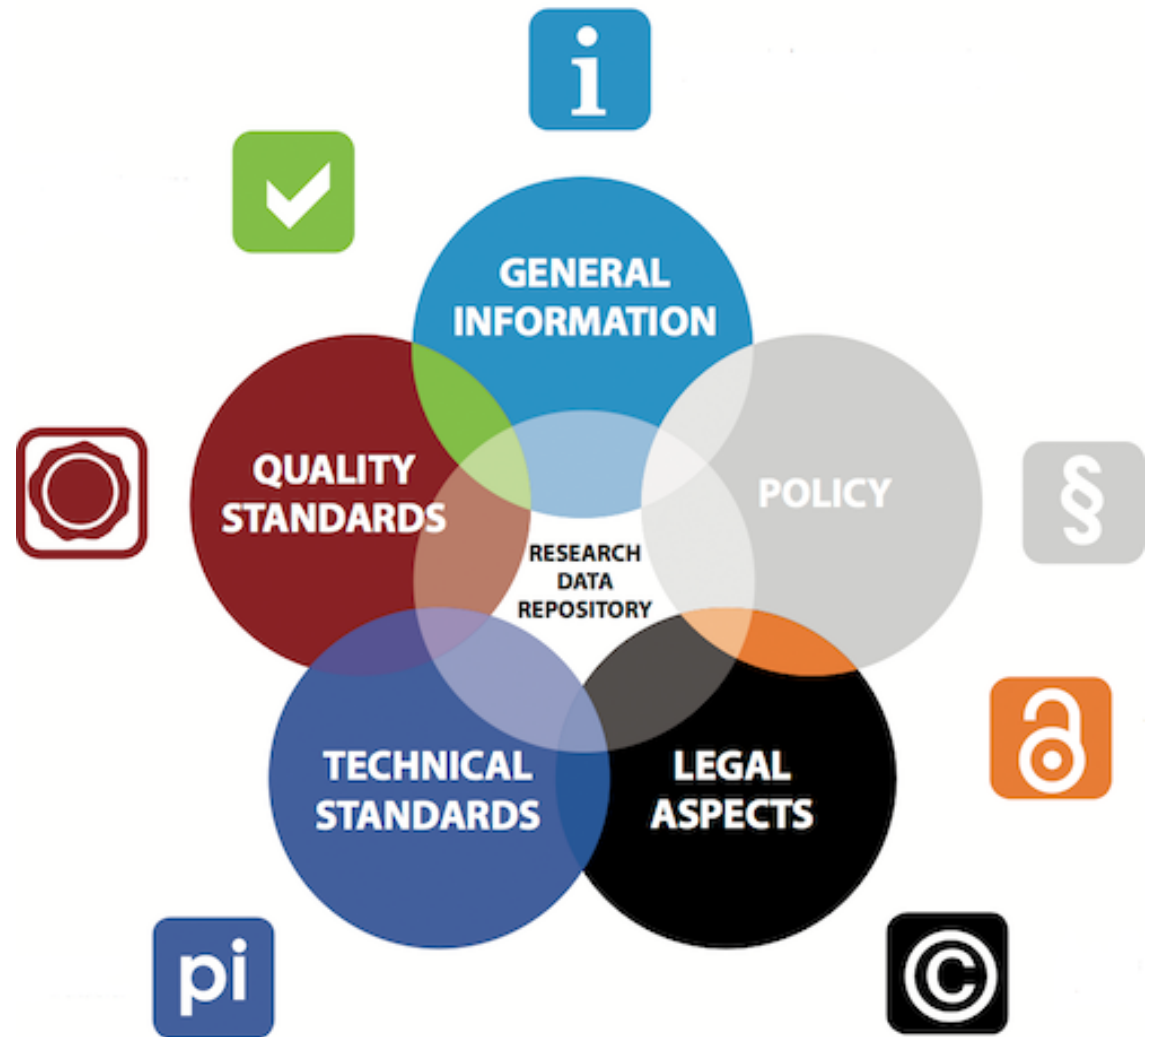 i
GENERAL
INFORMATION
QUALITY
STANDARDS
POLICY
§
RESEARCH
DATA
REPOSITORY
TECHNICAL
STANDARDS
LEGAL
ASPECTS
pi
©